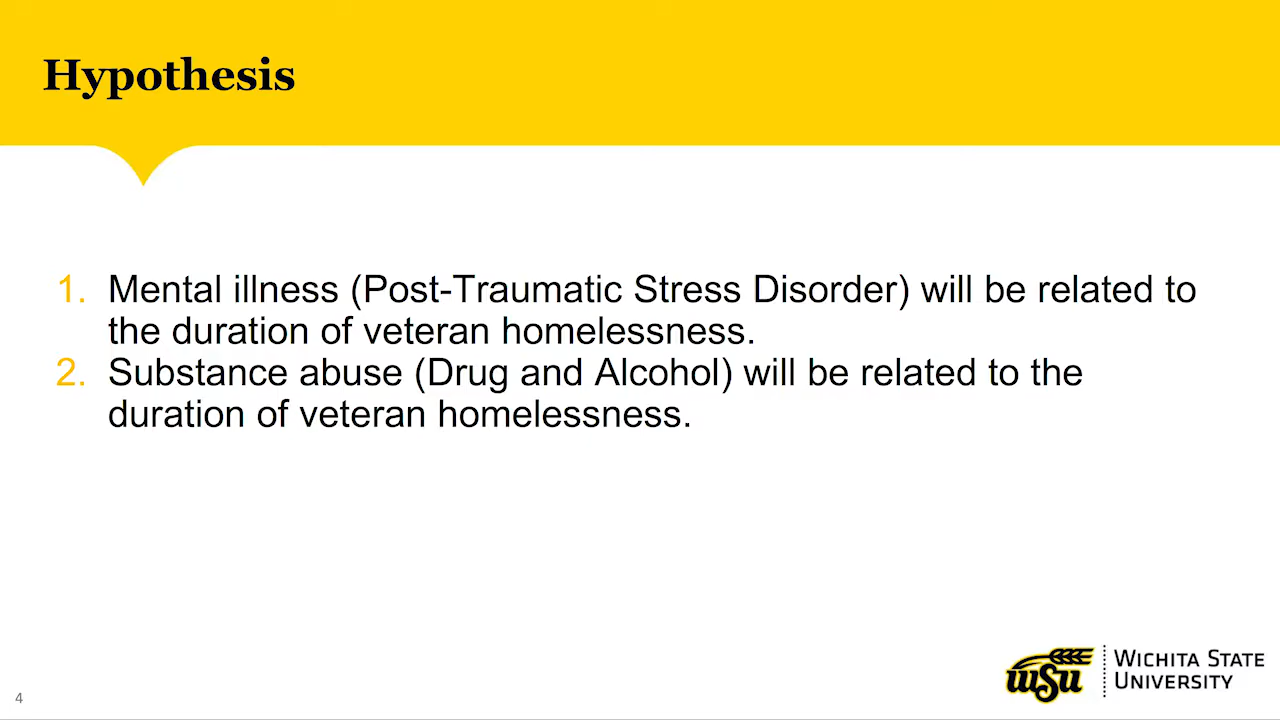 Hypothesis
1. Mental illness (Post-Traumatic Stress Disorder) will be related to
the duration of veteran homelessness.
2. Substance abuse (Drug and Alcohol) will be related to the
duration of veteran homelessness.
4
WSU
WICHITA STATE
UNIVERSITY